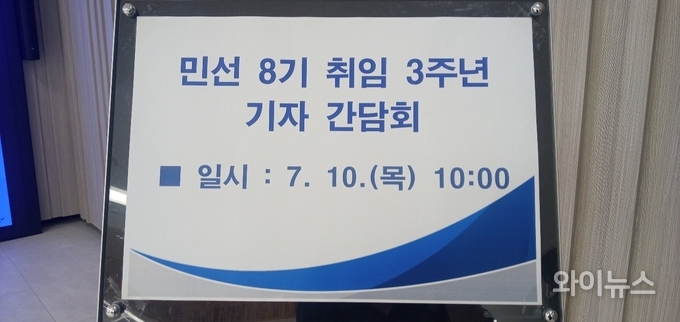 민선 8기 취임 3주년
기자 간담회
■ 일시 : 7. 10.(목) 10:00
와이뉴스